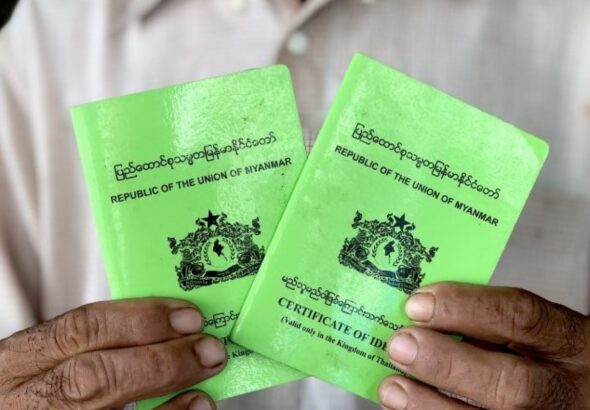 ပြည်ထောင်စုသမ္မတမြန်မာနိုင်ငံတော်
REPUBLIC OF THE UNION OF MYANMAR
ပြည်ထောင်စုသမ္မတမြန်မာနိုင်ငံတော်
REPUBLIC OF THE UNION OF MYANMAR
CERTIFICATE OF
(Valid only in the Kingdom of